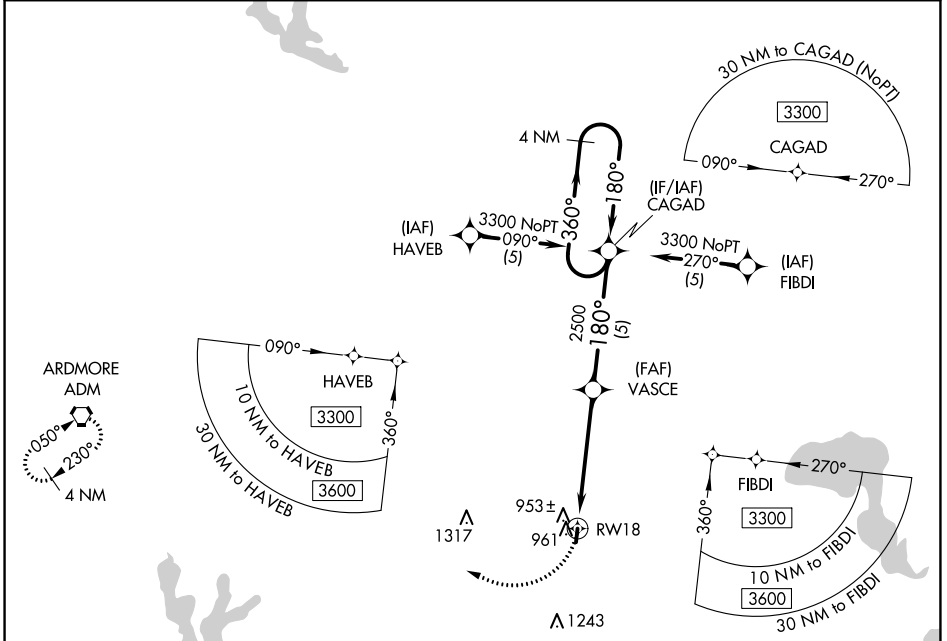 30 NM to CAGAD (NoPT)
3300
CAGAD
090°
270°
4 NM
360°
180°
(IF/IAF)
CAGAD
(IAF)
HAVEB
3300 NoPT
090°
(5)
3300 NoPT
270°
(5)
(IAF)
FIBDI
2500
180°
(5)
(FAF)
VASCE
090°
HAVEB
3300
360°
10 NM to HAVEB
3600
30 NM to HAVEB
ARDMORE
ADM
050°
230°
4 NM
270°
FIBDI
3300
360°
10 NM to FIBDI
3600
30 NM to FIBDI
953±
1317
961
RW18
1243